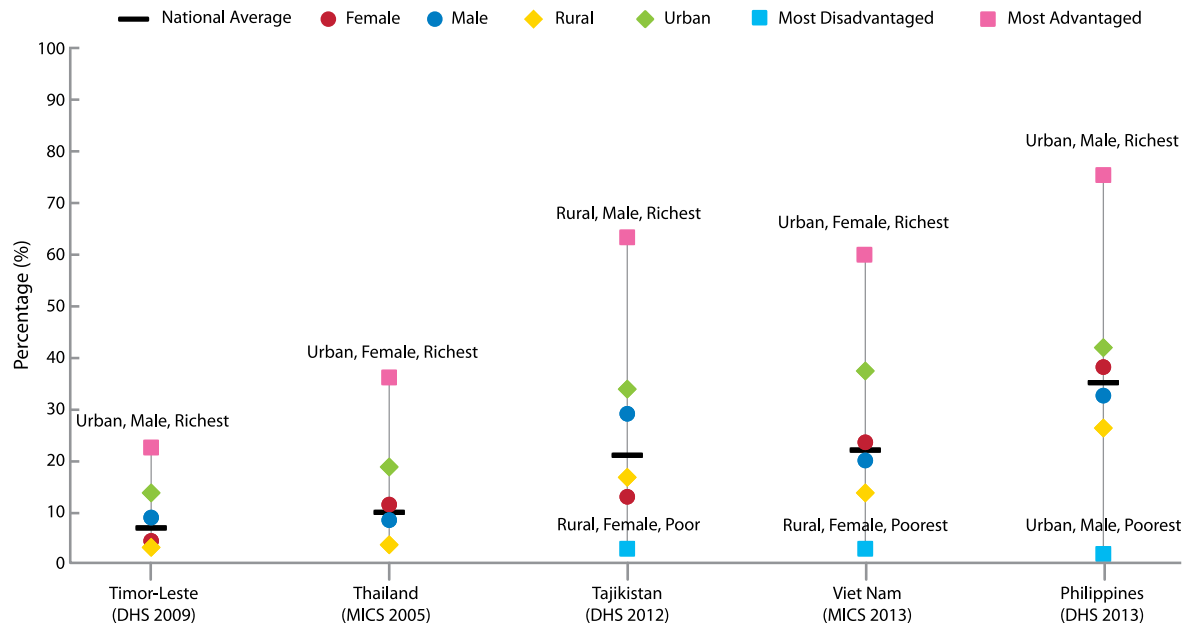 National Average Female Male Rural Urban Most Disadvantaged Most Advantaged
Percentage (%)
100
90
80
70
60
50
40
30
20
10
0
Urban, Male, Richest
Urban, Female, Richest
Rural, Male, Richest
Rural, Female, Poor
Urban, Female, Richest
Rural, Female, Poorest
Urban, Male, Richest
Urban, Male, Poorest
Timor-Leste
(DHS 2009)
Thailand
(MICS 2005)
Tajikistan
(DHS 2012)
Viet Nam
(MICS 2013)
Philippines
(DHS 2013)